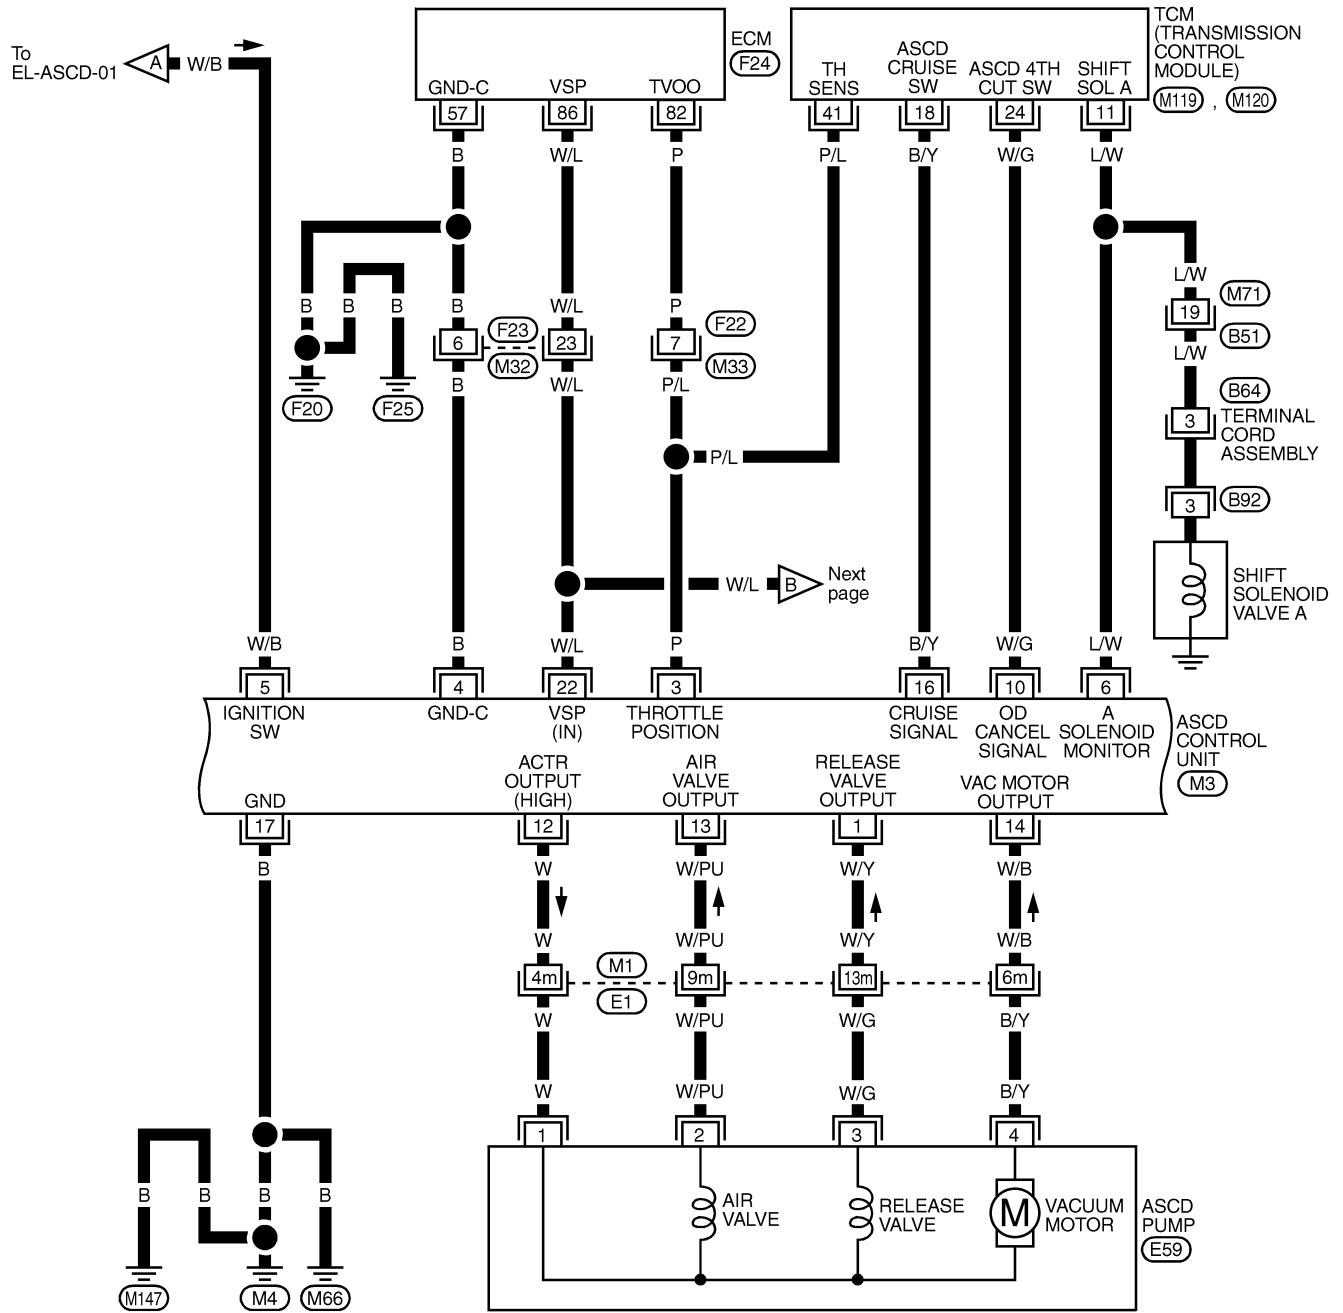 To
EL-ASCD-01
A
W/B
ECM
F24
GND-C
VSP
TVOO
57
86
82
TCM
(TRANSMISSION
CONTROL
MODULE)
M119 , M120
TH
SENS
ASCD
CRUISE
SW
ASCD 4TH
CUT SW
SHIFT
SOL A
41
18
24
11
B
W/L
P
P/L
B/Y
W/G
L/W
L/W
M71
19
B51
L/W
B64
3
TERMINAL
CORD
ASSEMBLY
3
B92
SHIFT
SOLENOID
VALVE A
B
B
B
B
W/L
P
6
F23
M32
23
7
F22
M33
B
W/L
P/L
F20
F25
P/L
W/L
B
Next
page
W/B
B
W/L
P
B/Y
W/G
L/W
5
4
22
3
16
10
6
IGNITION
SW
GND-C
VSP
(IN)
THROTTLE
POSITION
CRUISE
SIGNAL
OD
CANCEL
SIGNAL
A
SOLENOID
MONITOR
ASCD
CONTROL
UNIT
M3
GND
ACTR
OUTPUT
(HIGH)
AIR
VALVE
OUTPUT
RELEASE
VALVE
OUTPUT
VAC MOTOR
OUTPUT
17
12
13
1
14
B
W
W/PU
W/Y
W/B
W
W/PU
W/Y
W/B
4m
M1
E1
9m
13m
6m
W
W/PU
W/G
B/Y
W
W/PU
W/G
B/Y
1
2
3
4
B
B
B
B
M147
M4
M66
AIR
VALVE
RELEASE
VALVE
M
VACUUM
MOTOR
ASCD
PUMP
E59